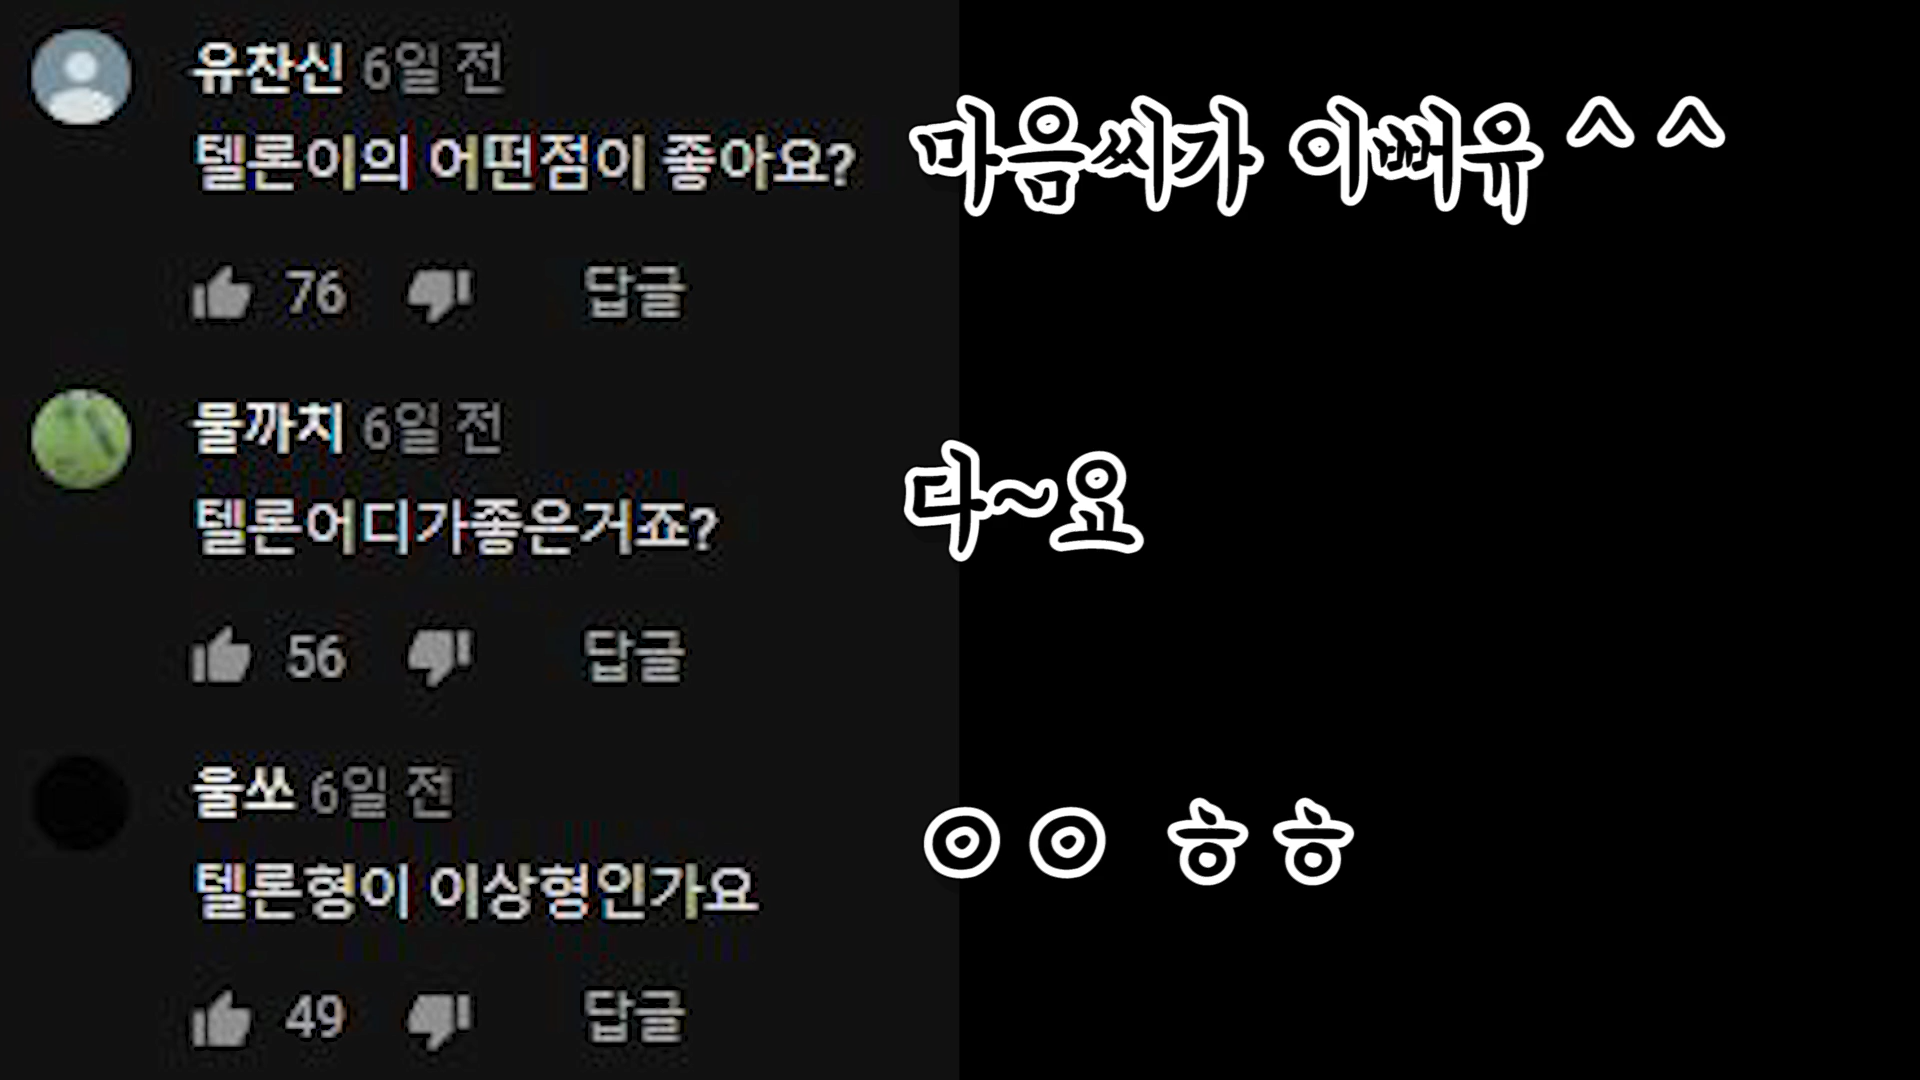 유찬신 6일 전
텔론이의 어떤점이 좋아요?
마음씨가 이뻐유 ^ ^
76 답글
물까치 6일 전
텔론어디가좋은거죠?
다~요
56 답글
울쏘 6일 전
텔론형이 이상형인가요
ㅇㅇ ㅎㅎ
49 답글